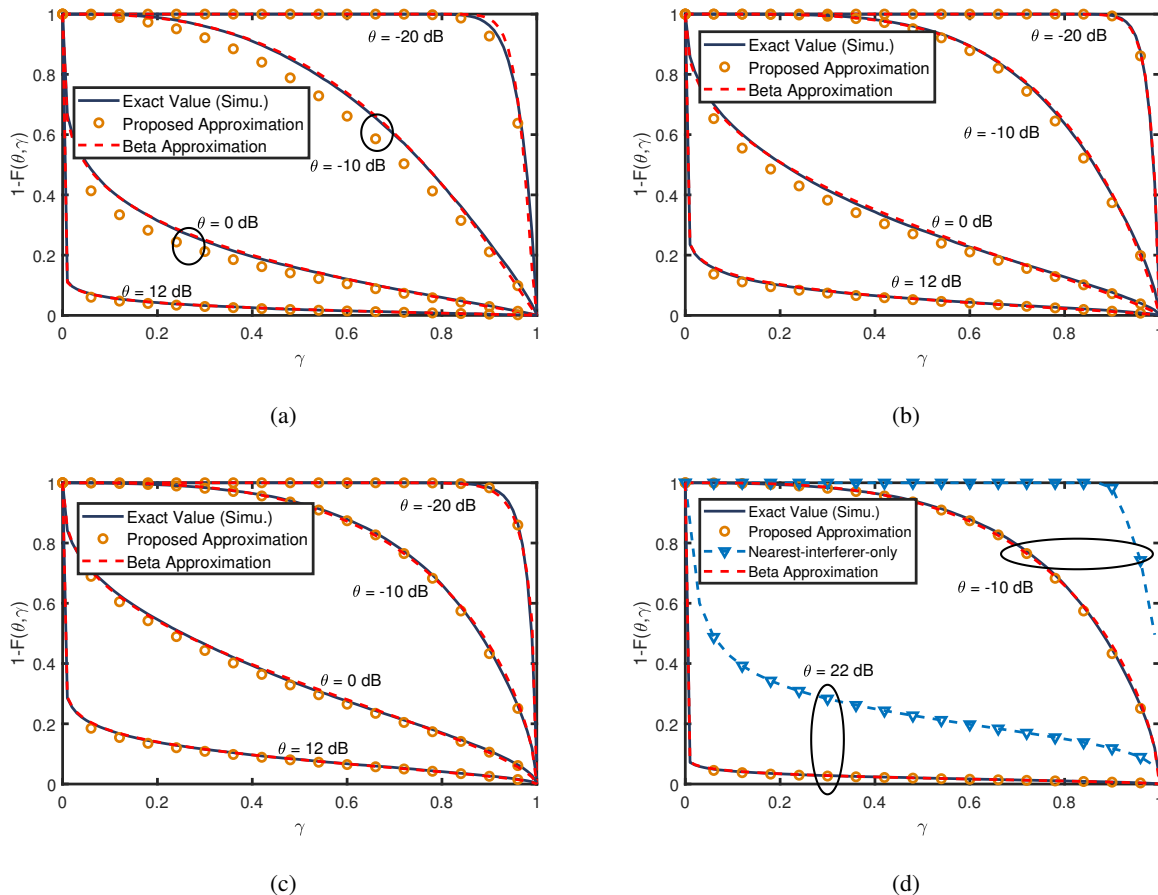 1
0.8
0.6
0.4
0.2
0
1-F(θ,γ)
0 0.2 0.4 0.6 0.8 1
γ
Exact Value (Simu.)
Proposed Approximation
Beta Approximation
θ = -20 dB
θ = -10 dB
θ = 0 dB
θ = 12 dB
(a)
1
0.8
0.6
0.4
0.2
0
1-F(θ,γ)
0 0.2 0.4 0.6 0.8 1
γ
Exact Value (Simu.)
Proposed Approximation
Beta Approximation
θ = -20 dB
θ = -10 dB
θ = 0 dB
θ = 12 dB
(b)
1
0.8
0.6
0.4
0.2
0
1-F(θ,γ)
0 0.2 0.4 0.6 0.8 1
γ
Exact Value (Simu.)
Proposed Approximation
Beta Approximation
θ = -20 dB
θ = -10 dB
θ = 0 dB
θ = 12 dB
(c)
1
0.8
0.6
0.4
0.2
0
1-F(θ,γ)
0 0.2 0.4 0.6 0.8 1
γ
Exact Value (Simu.)
Proposed Approximation
Nearest-interferer-only
Beta Approximation
θ = -10 dB
θ = 22 dB
(d)